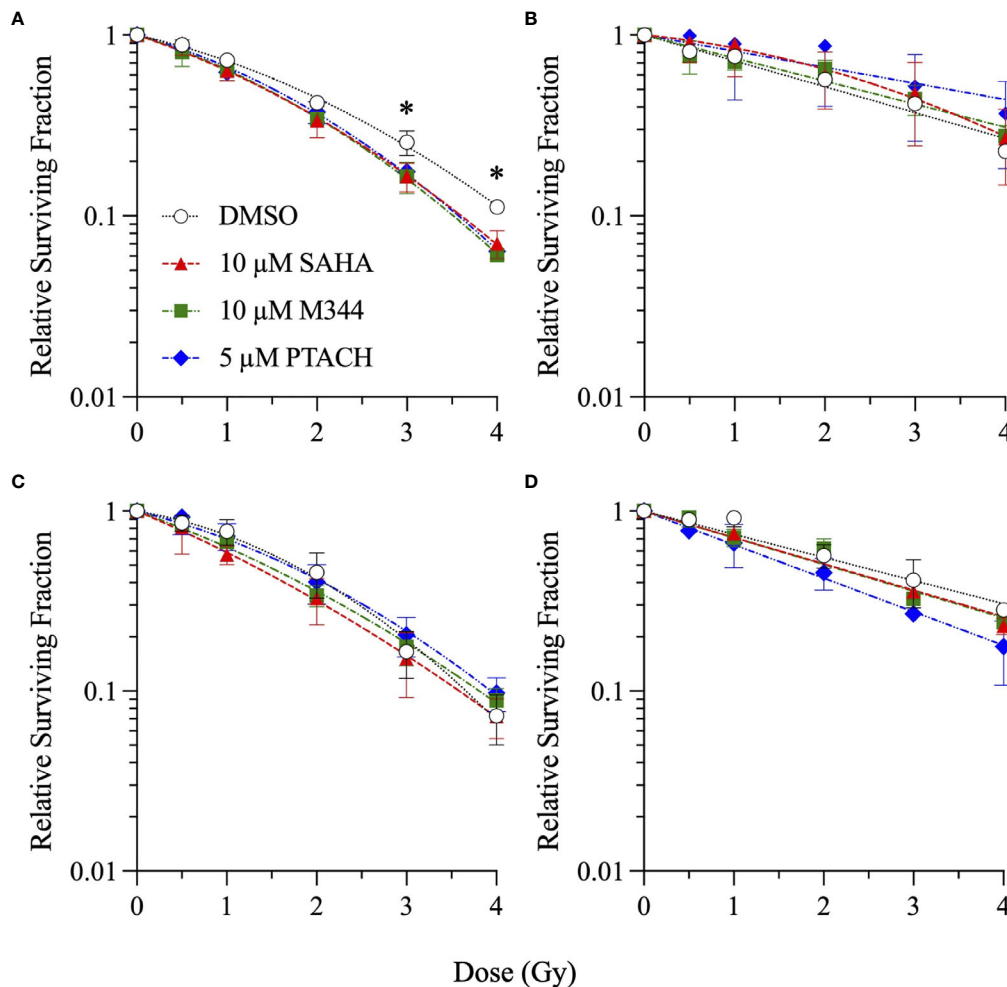 A
Relative Surviving Fraction
1
0.1
0.01
*
*
DMSO
10 µM SAHA
10 µM M344
5 µM PTACH
0 1 2 3 4
B
Relative Surviving Fraction
1
0.1
0.01
0 1 2 3 4
C
Relative Surviving Fraction
1
0.1
0.01
0 1 2 3 4
D
Relative Surviving Fraction
1
0.1
0.01
0 1 2 3 4
Dose (Gy)